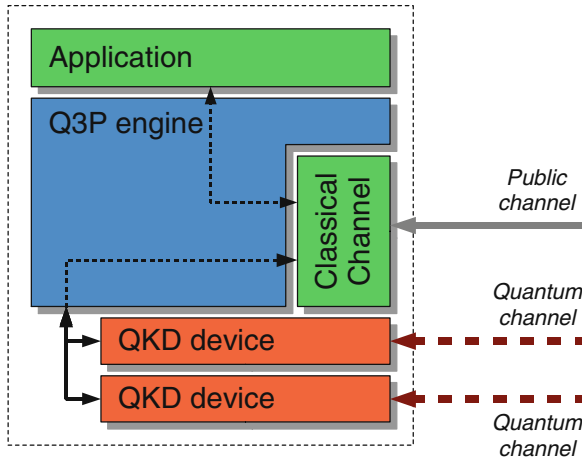 Application
Q3P engine
Classical
Channel
Public
channel
Quantum
channel
QKD device
QKD device
Quantum
channel